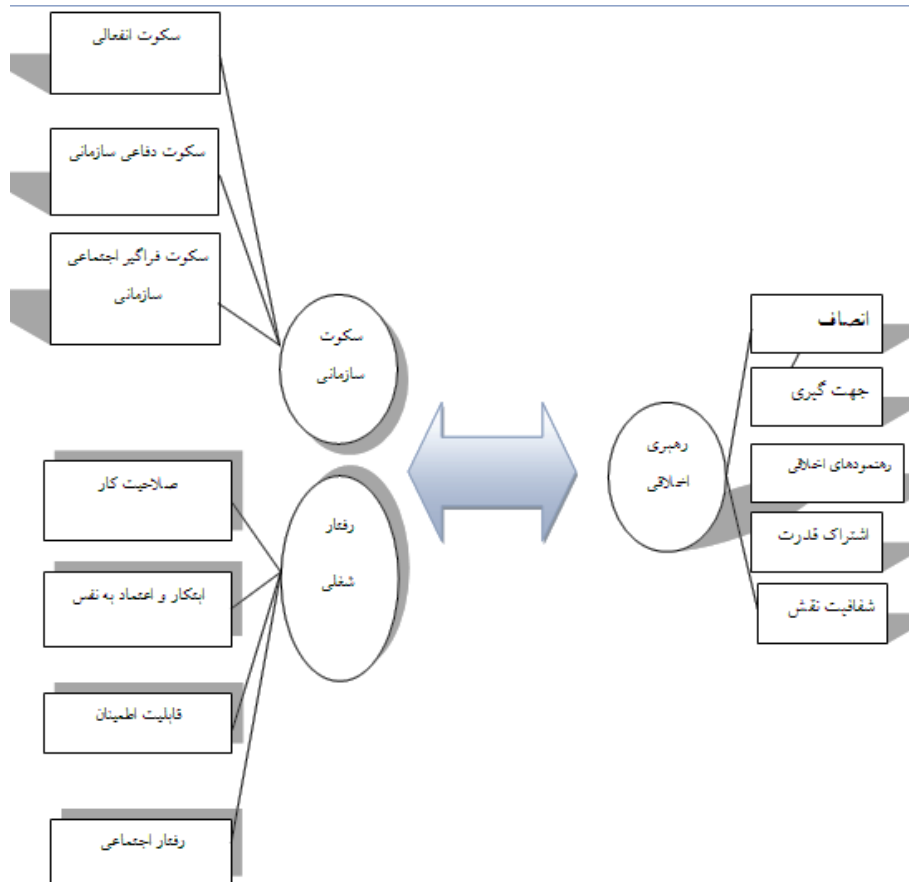 سکوت انفعالی
سکوت دفاعی سازمانی
سکوت فراگیر اجتماعی
سازمانی
سکوت
سازمانی
صلاحیت کار
ابتکار و اعتماد به نفس
قابلیت اطمینان
رفتار اجتماعی
رفتار
شغلی
رهبری
اخلاقی
انصاف
جهت گیری
رهنمودهای اخلاقی
اشتراک قدرت
شفافیت نقش